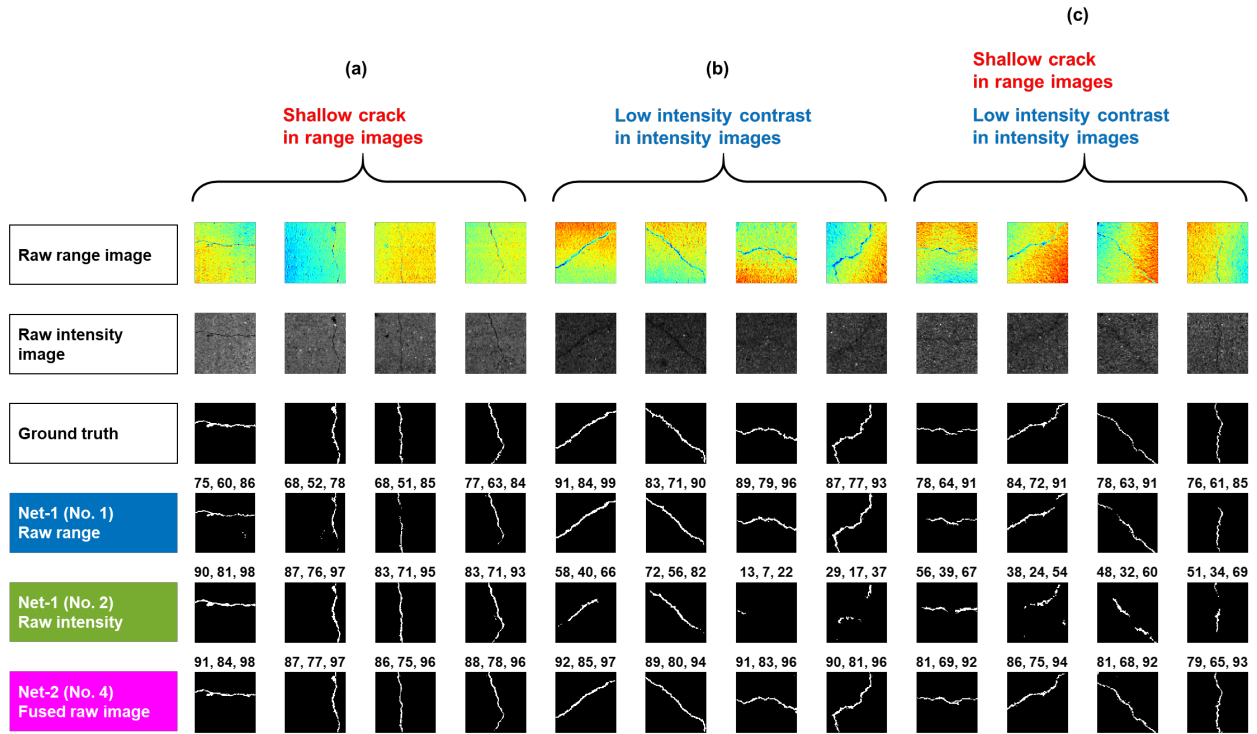 (c)
(a)
(b)
Shallow crack
in range images
Shallow crack
in range images
Low intensity contrast
in intensity images
Low intensity contrast
in intensity images
Raw range image
Raw intensity
image
Ground truth
75, 60, 86 68, 52, 78 68, 51, 85 77, 63, 84 91, 84, 99 83, 71, 90 89, 79, 96 87, 77, 93 78, 64, 91 84, 72, 91 78, 63, 91 76, 61, 85
Net-1 (No. 1)
Raw range
90, 81, 98 87, 76, 97 83, 71, 95 83, 71, 93 58, 40, 66 72, 56, 82 13, 7, 22 29, 17, 37 56, 39, 67 38, 24, 54 48, 32, 60 51, 34, 69
Net-1 (No. 2)
Raw intensity
91, 84, 98 87, 77, 97 86, 75, 96 88, 78, 96 92, 85, 97 89, 80, 94 91, 83, 96 90, 81, 96 81, 69, 92 86, 75, 94 81, 68, 92 79, 65, 93
Net-2 (No. 4)
Fused raw image